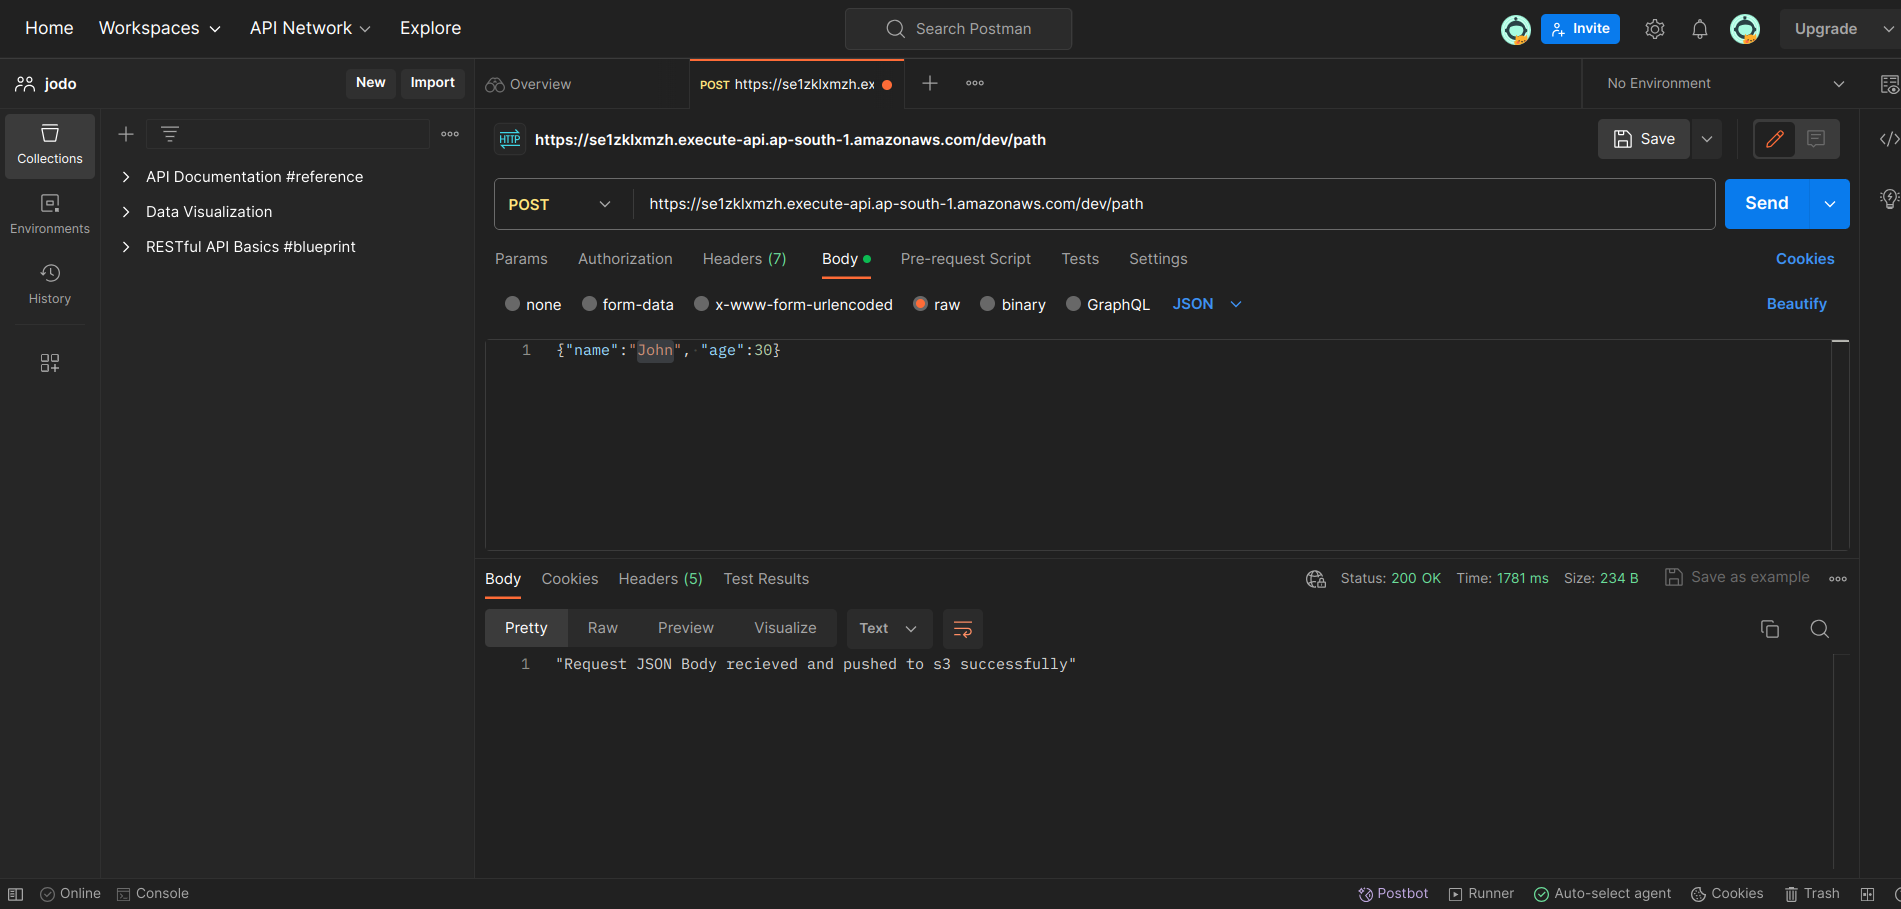 Home Workspaces API Network Explore Search Postman Invite Upgrade
jodo New Import Overview POST https://se1zklxmzh.ex No Environment
Collections
Environments
History
API Documentation #reference
Data Visualization
RESTful API Basics #blueprint
HTTP https://se1zklxmzh.execute-api.ap-south-1.amazonaws.com/dev/path Save
POST https://se1zklxmzh.execute-api.ap-south-1.amazonaws.com/dev/path Send
Params Authorization Headers (7) Body Pre-request Script Tests Settings Cookies
none form-data x-www-form-urlencoded raw binary GraphQL JSON Beautify
1 {"name":"John", "age":30}
Body Cookies Headers (5) Test Results Status: 200 OK Time: 1781 ms Size: 234 B Save as example
Pretty Raw Preview Visualize Text
1 "Request JSON Body recieved and pushed to s3 successfully"
Online Console Postbot Runner Auto-select agent Cookies Trash